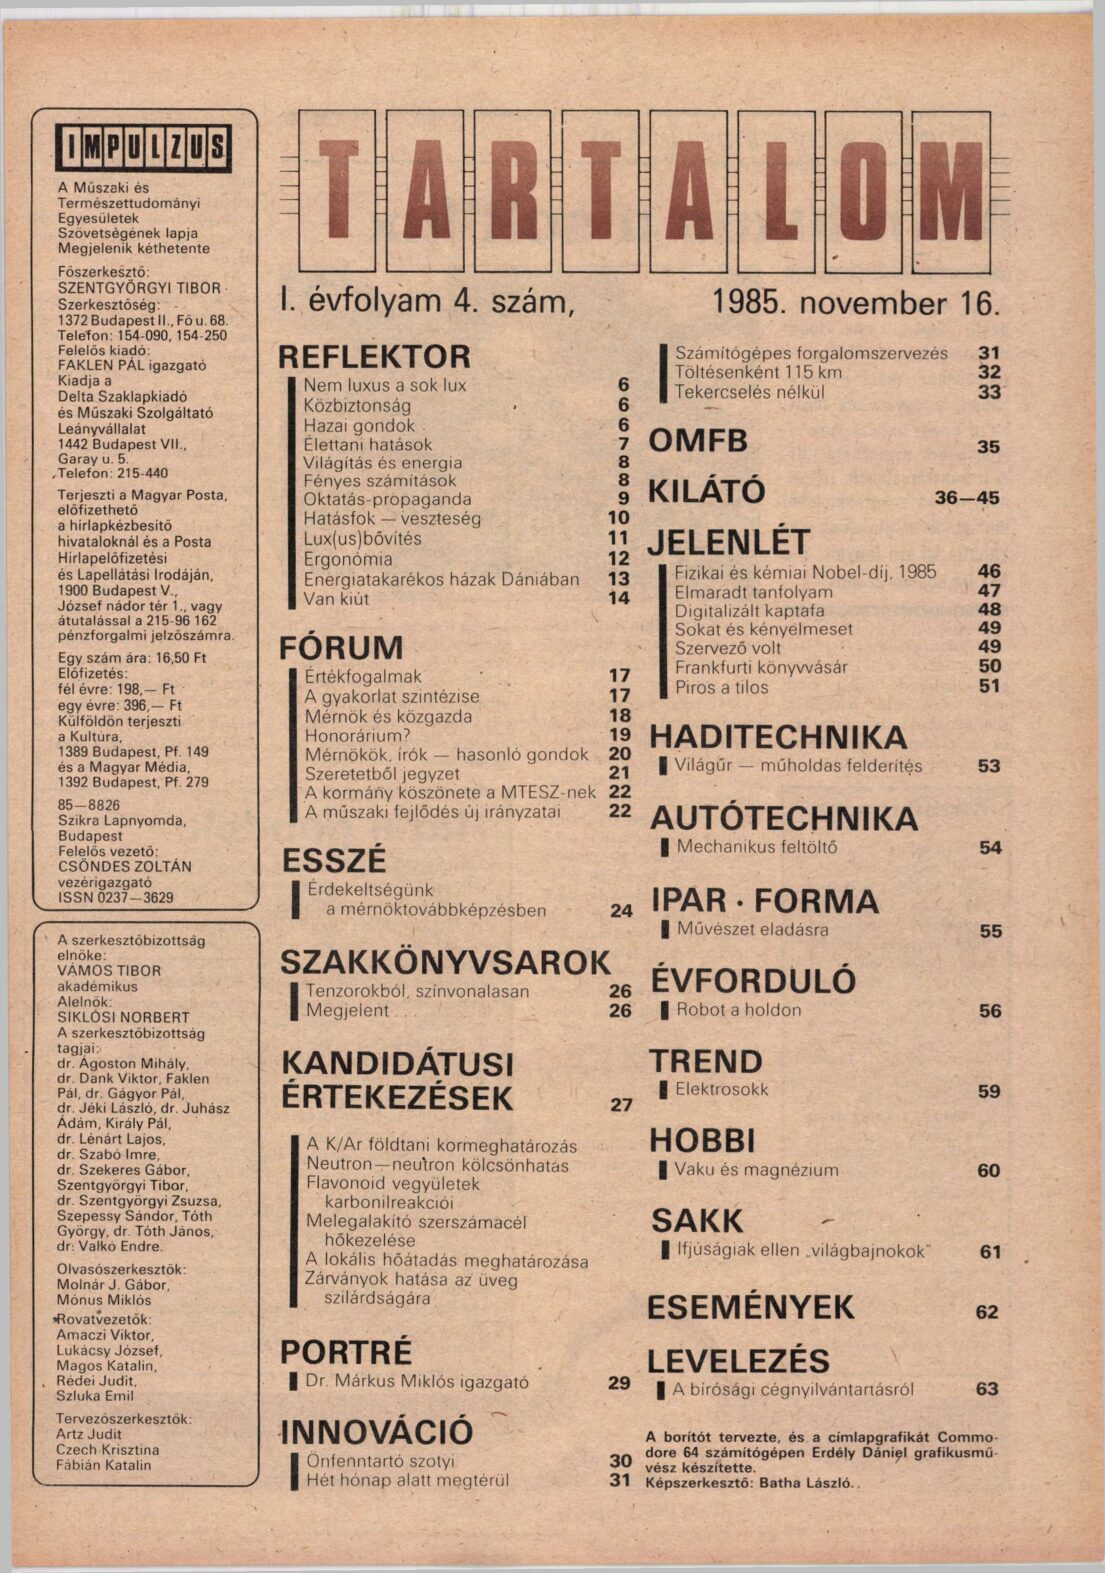 IMPULZUS
A Műszaki és
Természettudományi
Egyesületek
Szövetségének lapja
Megjelenik kéthetente
Főszerkesztő:
SZENTGYÖRGYI TIBOR
Szerkesztőség:
1372 Budapest II., Fő u. 68.
Telefon: 154-090, 154-250
Felelős kiadó:
FAKLEN PÁL igazgató
Kiadja a
Delta Szaklapkiadó
és Műszaki Szolgáltató
Leányvállalat
1442 Budapest VII.,
Garay u. 5.
Telefon: 215-440
Terjeszti a Magyar Posta,
előfizethető
a hírlapkézbesítő
hivataloknál és a Posta
Hírlapelőfizetési
és Lapellátási Irodáján,
1900 Budapest V.,
József nádor tér 1., vagy
átutalással a 215-96 162
pénzforgalmi jelzőszámra.
Egy szám ára: 16,50 Ft
Előfizetés:
fél évre: 198,— Ft
egy évre: 396,— Ft
Külföldön terjeszti
a Kultúra,
1389 Budapest, Pf. 149
és a Magyar Média,
1392 Budapest, Pf. 279
85—8826
Szikra Lapnyomda,
Budapest
Felelős vezető:
CSÖNDES ZOLTÁN
vezérigazgató
ISSN 0237—3629
A szerkesztőbizottság
elnöke:
VÁMOS TIBOR
akadémikus
Alelnök:
SIKLÓSI NORBERT
A szerkesztőbizottság
tagjai:
dr. Ágoston Mihály,
dr. Dank Viktor, Faklen
Pál, dr. Gágyor Pál,
dr. Jéki László, dr. Juhász
Ádám, Király Pál,
dr. Lénárt Lajos,
dr. Szabó Imre,
dr. Szekeres Gábor,
Szentgyörgyi Tibor,
dr. Szentgyörgyi Zsuzsa,
Szepessy Sándor, Tóth
György, dr. Tóth János,
dr. Valkó Endre.
Olvasószerkesztők:
Molnár J. Gábor,
Mónus Miklós
Rovatvezetők:
Amaczi Viktor,
Lukácsy József,
Magos Katalin,
Rédei Judit,
Szluka Emil
Tervezőszerkesztők:
Artz Judit
Czech Krisztina
Fábián Katalin
TARTALOM
I. évfolyam 4. szám, 1985. november 16.
REFLEKTOR
Nem luxus a sok lux 6
Közbiztonság 6
Hazai gondok 6
Élettani hatások 7
Világítás és energia 8
Fényes számítások 8
Oktatás-propaganda 9
Hatásfok — veszteség 10
Lux(us)bővítés 11
Ergonómia 12
Energiatakarékos házak Dániában 13
Van kiút 14
FÓRUM
Értékfogalmak 17
A gyakorlat szintézise 17
Mérnök és közgazda 18
Honorárium? 19
Mérnökök, írók — hasonló gondok 20
Szeretetből jegyzet 21
A kormány köszönete a MTESZ-nek 22
A műszaki fejlődés új irányzatai 22
ESSZÉ
Érdekeltségünk
a mérnöktovábbképzésben 24
SZAKKÖNYVSAROK
Tenzorokból, színvonalasan 26
Megjelent . . . 26
KANDIDÁTUSI
ÉRTEKEZÉSEK 27
A K/Ar földtani kormeghatározás
Neutron—neutron kölcsönhatás
Flavonoid vegyületek
karbonilreakciói
Melegalakító szerszámacél
hőkezelése
A lokális hőátadás meghatározása
Zárványok hatása az üveg
szilárdságára
PORTRÉ
Dr. Márkus Miklós igazgató 29
INNOVÁCIÓ
Önfenntartó szotyi 30
Hét hónap alatt megtérül 31
Számítógépes forgalomszervezés 31
Töltésenként 115 km 32
Tekercselés nélkül 33
OMFB 35
KILÁTÓ 36—45
JELENLÉT
Fizikai és kémiai Nobel-díj, 1985 46
Elmaradt tanfolyam 47
Digitalizált kaptafa 48
Sokat és kényelmeset 49
Szervező volt 49
Frankfurti könyvvásár 50
Piros a tilos 51
HADITECHNIKA
Világűr — műholdas felderítés 53
AUTÓTECHNIKA
Mechanikus feltöltő 54
IPAR · FORMA
Művészet eladásra 55
ÉVFORDULÓ
Robot a holdon 56
TREND
Elektrosokk 59
HOBBI
Vaku és magnézium 60
SAKK
Ifjúságiak ellen „világbajnokok" 61
ESEMÉNYEK 62
LEVELEZÉS
A bírósági cégnyilvántartásról 63
A borítót tervezte, és a címlapgrafikát Commo-
dore 64 számítógépen Erdély Dániel grafikusmű-
vész készítette.
Képszerkesztő: Batha László.